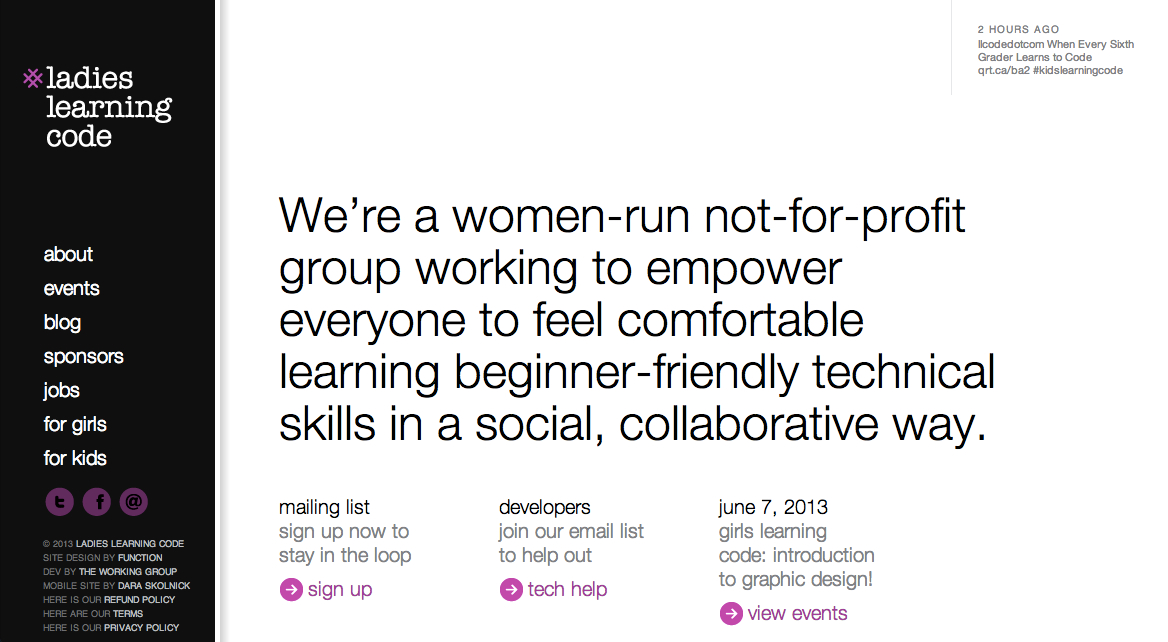 ladies
learning
code
about
events
blog
sponsors
jobs
for girls
for kids
© 2013 LADIES LEARNING CODE
SITE DESIGN BY FUNCTION
DEV BY THE WORKING GROUP
MOBILE SITE BY DARA SKOLNICK
HERE IS OUR REFUND POLICY
HERE ARE OUR TERMS
HERE IS OUR PRIVACY POLICY
2 HOURS AGO
llcodedotcom When Every Sixth
Grader Learns to Code
qrt.ca/ba2 #kidslearningcode
We’re a women-run not-for-profit
group working to empower
everyone to feel comfortable
learning beginner-friendly technical
skills in a social, collaborative way.
mailing list
sign up now to
stay in the loop
sign up
developers
join our email list
to help out
tech help
june 7, 2013
girls learning
code: introduction
to graphic design!
view events